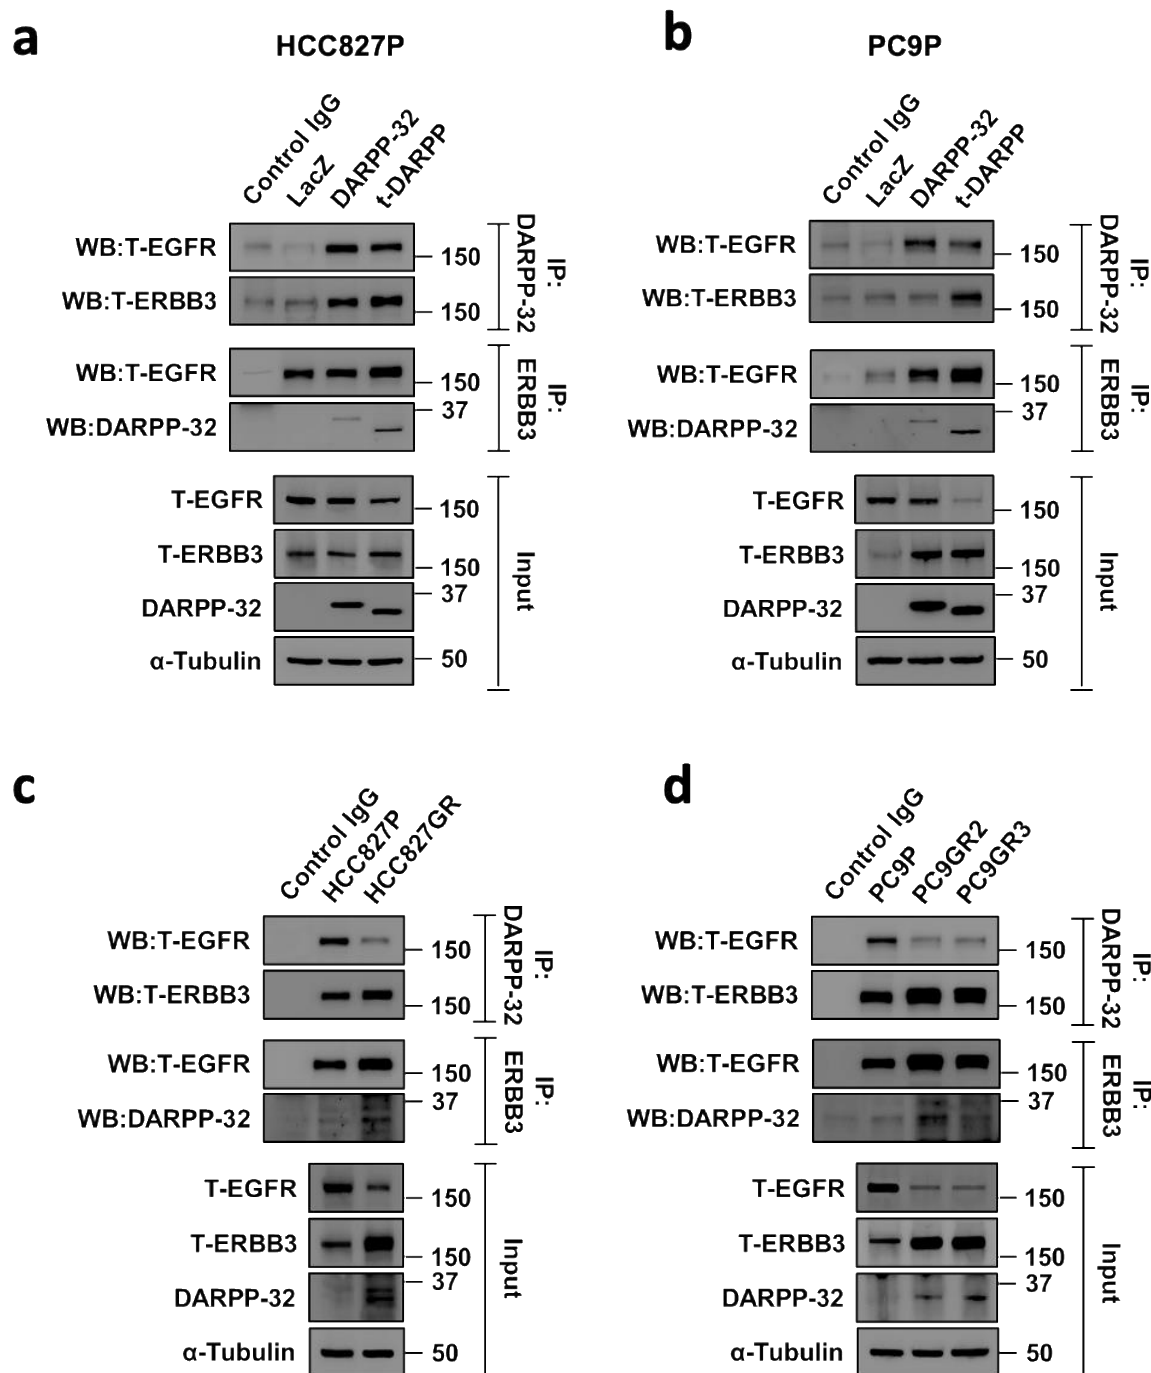 a
HCC827P
Control IgG
LacZ
DARPP-32
t-DARPP
WB:T-EGFR
150
WB:T-ERBB3
150
IP:
DARPP-32
WB:T-EGFR
150
WB:DARPP-32
37
IP:
ERBB3
T-EGFR
150
T-ERBB3
150
DARPP-32
37
α-Tubulin
50
Input
b
PC9P
Control IgG
LacZ
DARPP-32
t-DARPP
WB:T-EGFR
150
WB:T-ERBB3
150
IP:
DARPP-32
WB:T-EGFR
150
WB:DARPP-32
37
IP:
ERBB3
T-EGFR
150
T-ERBB3
150
DARPP-32
37
α-Tubulin
50
Input
c
Control IgG
HCC827P
HCC827GR
WB:T-EGFR
150
WB:T-ERBB3
150
IP:
DARPP-32
WB:T-EGFR
150
WB:DARPP-32
37
IP:
ERBB3
T-EGFR
150
T-ERBB3
150
DARPP-32
37
α-Tubulin
50
Input
d
Control IgG
PC9P
PC9GR2
PC9GR3
WB:T-EGFR
150
WB:T-ERBB3
150
IP:
DARPP-32
WB:T-EGFR
150
WB:DARPP-32
37
IP:
ERBB3
T-EGFR
150
T-ERBB3
150
DARPP-32
37
α-Tubulin
50
Input